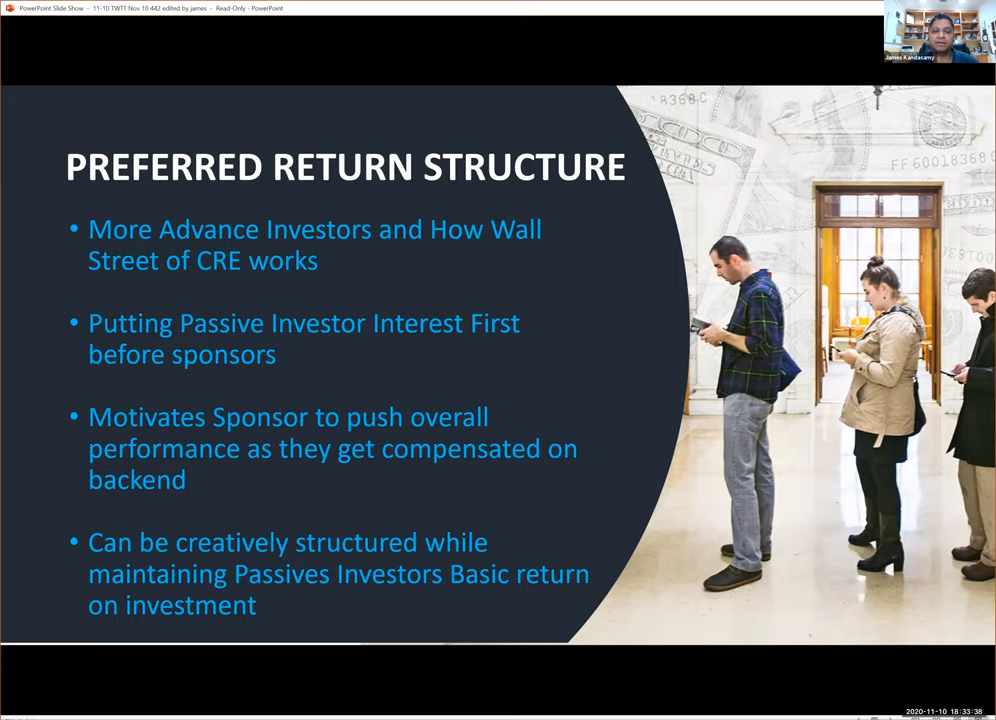 PowerPoint Slide Show - 11-10 TWTT Nov 10 442 edited by james - Read-Only - PowerPoint
James Kandasamy
PREFERRED RETURN STRUCTURE
• More Advance Investors and How Wall
Street of CRE works
• Putting Passive Investor Interest First
before sponsors
• Motivates Sponsor to push overall
performance as they get compensated on
backend
• Can be creatively structured while
maintaining Passives Investors Basic return
on investment
FF60018368
2020-11-10 18:33:38